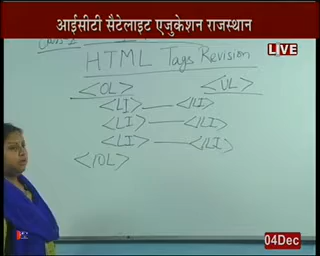 आईसीटी सैटेलाइट एजुकेशन राजस्थान
LIVE
HTML Tags Revision
<OL> <UL>
<LI> </LI>
<LI> </LI>
<LI> </LI>
</OL>
04Dec